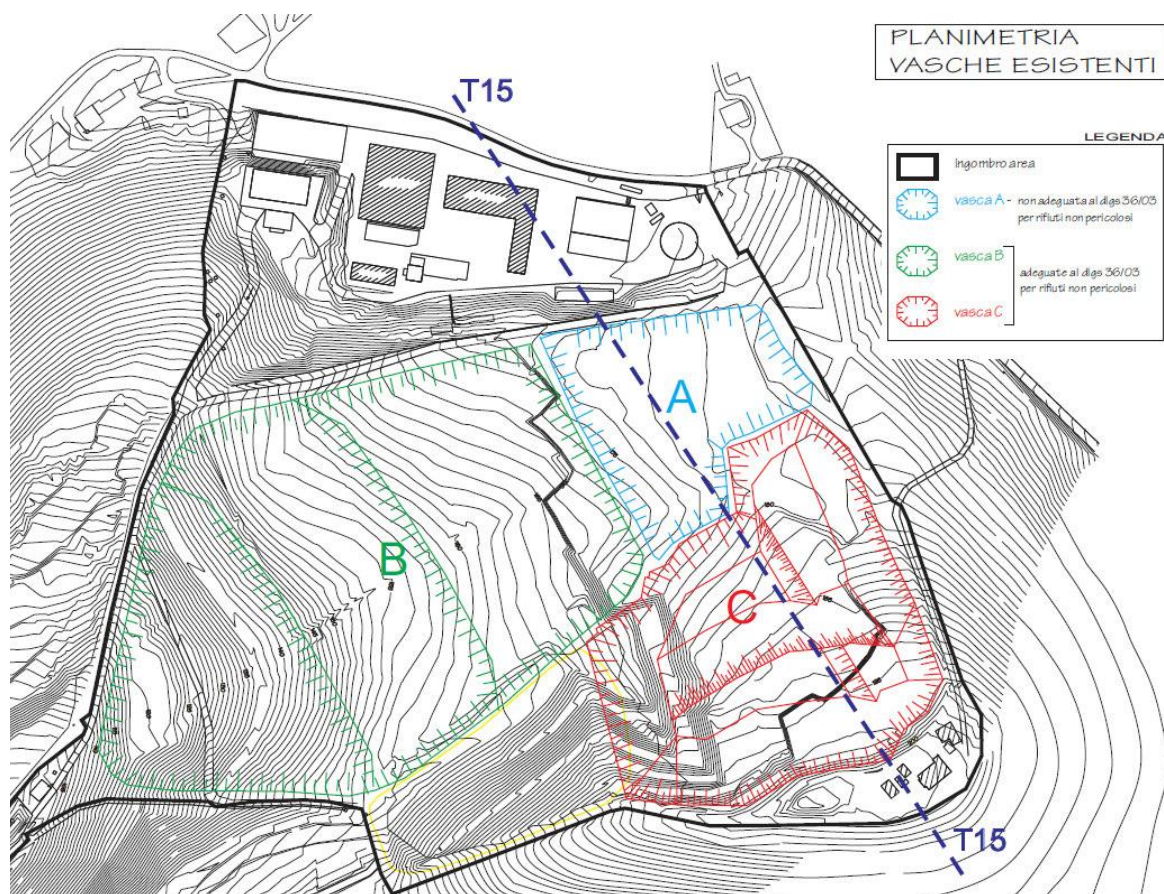 PLANIMETRIA
VASCHE ESISTENTI
LEGENDA
Ingombro area
vasca A - non adeguata al dlgs 36/03
per rifiuti non pericolosi
vasca B
adeguate al dlgs 36/03
per rifiuti non pericolosi
vasca C
T15
A
B
C
T15